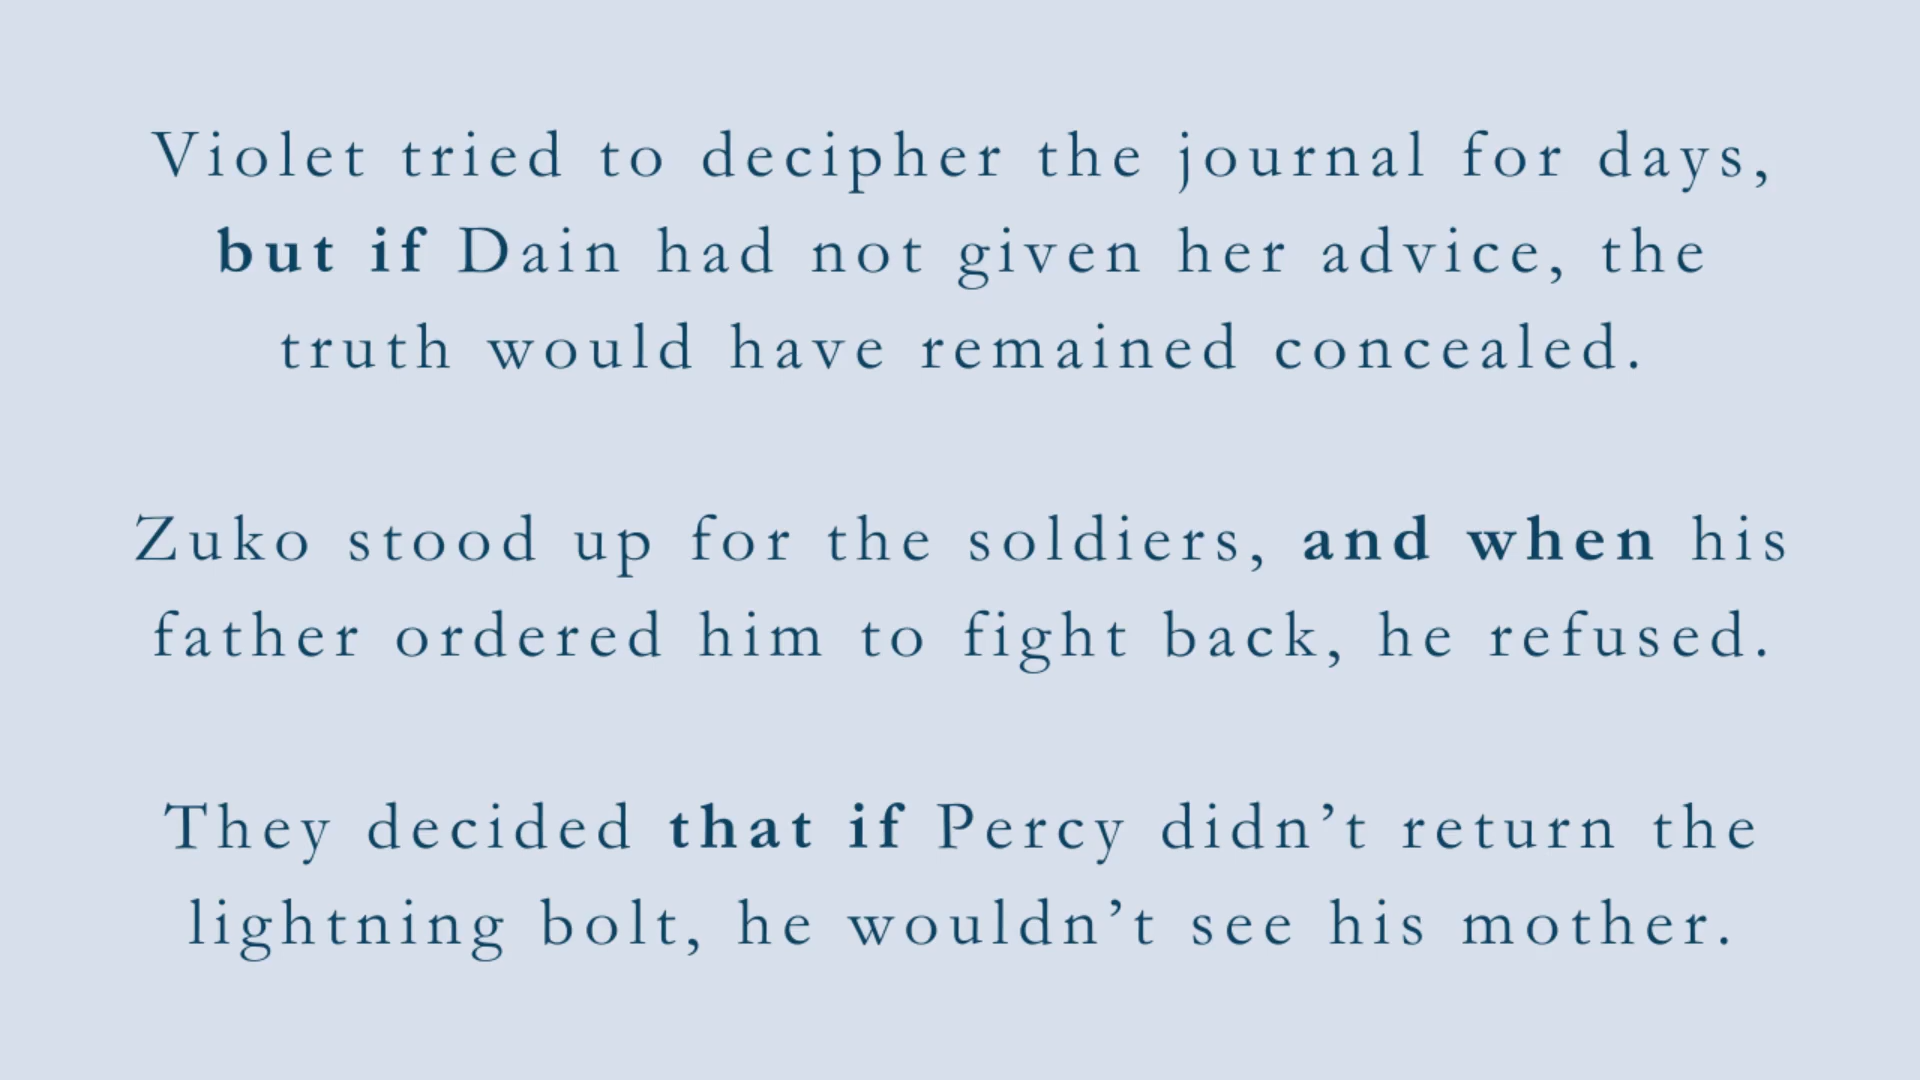 Violet tried to decipher the journal for days,
but if Dain had not given her advice, the
truth would have remained concealed.
Zuko stood up for the soldiers, and when his
father ordered him to fight back, he refused.
They decided that if Percy didn’t return the
lightning bolt, he wouldn’t see his mother.